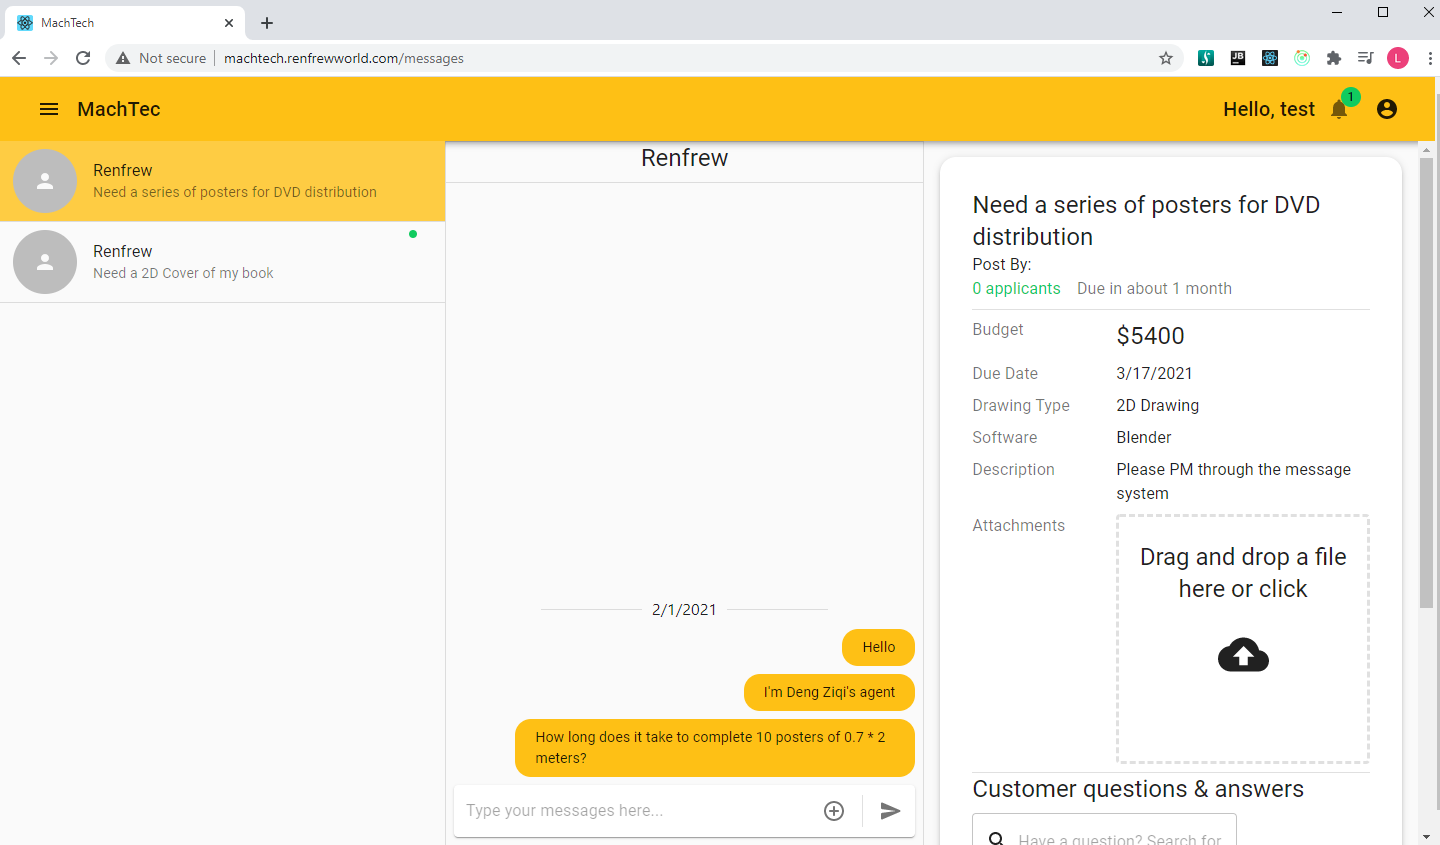 MachTech
Not secure
machtech.renfrewworld.com/messages
JB
L
MachTec
Hello, test
1
Renfrew
Need a series of posters for DVD distribution
Renfrew
Need a 2D Cover of my book
Renfrew
2/1/2021
Hello
I'm Deng Ziqi's agent
How long does it take to complete 10 posters of 0.7 * 2
meters?
Type your messages here...
Need a series of posters for DVD
distribution
Post By:
0 applicants Due in about 1 month
Budget $5400
Due Date 3/17/2021
Drawing Type 2D Drawing
Software Blender
Description Please PM through the message
system
Attachments
Drag and drop a file
here or click
Customer questions & answers
Have a question? Search for